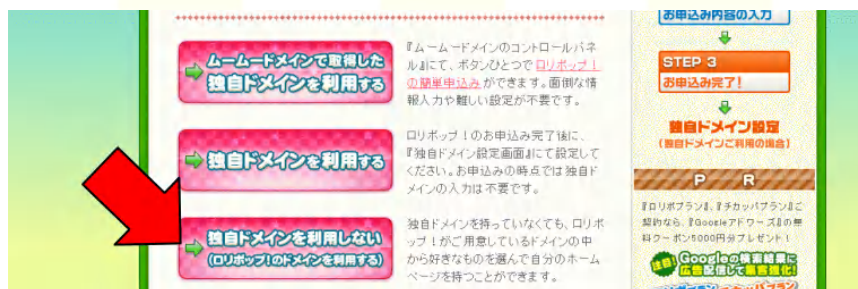 ムームードメインで取得した
独自ドメインを利用する
『ムームードメインのコントロールパネ
ル』にて、ボタンひとつでロリポップ！
の簡単申込みができます。面倒な情
報入力や難しい設定が不要です。
独自ドメインを利用する
ロリポップ！のお申込み完了後に、
『独自ドメイン設定画面』にて設定して
ください。お申込みの時点では独自ド
メインの入力は不要です。
独自ドメインを利用しない
(ロリポップ！のドメインを利用する)
独自ドメインを持っていなくても、ロリポ
ップ！がご用意しているドメインの中
から好きなものを選んで自分のホーム
ページを持つことができます。
お申込み内容の入力
STEP 3
お申込み完了！
独自ドメイン設定
(独自ドメインご利用の場合)
P R
『ロリポプラン』、『チカッパプラン』ご
契約なら、『Googleアドワーズ』の無
料クーポン5000円分プレゼント！
注目！
Googleの検索結果に
広告配信して集客強化！